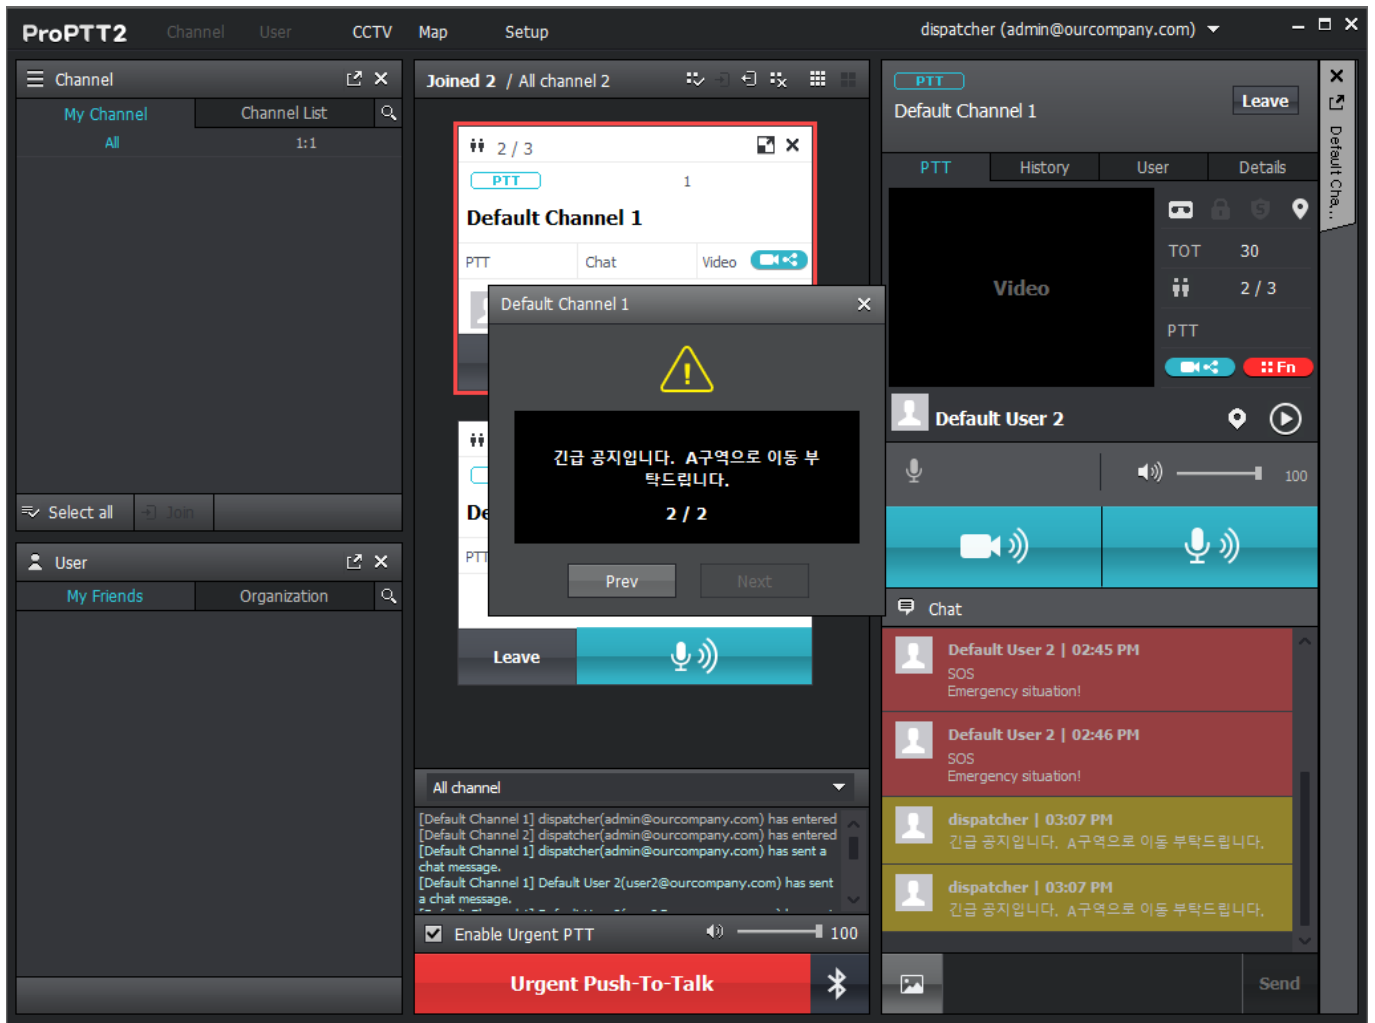 ProPTT2 Channel User CCTV Map Setup dispatcher (admin@ourcompany.com)
Channel
My Channel Channel List
All 1:1
Select all Join
User
My Friends Organization
Joined 2 / All channel 2
2 / 3
PTT 1
Default Channel 1
PTT Chat Video
De
PTT
Leave
Default Channel 1
긴급 공지입니다. A구역으로 이동 부
탁드립니다.
2 / 2
Prev Next
All channel
[Default Channel 1] dispatcher(admin@ourcompany.com) has entered
[Default Channel 2] dispatcher(admin@ourcompany.com) has entered
[Default Channel 1] dispatcher(admin@ourcompany.com) has sent a
chat message.
[Default Channel 1] Default User 2(user2@ourcompany.com) has sent
a chat message.
Enable Urgent PTT 100
Urgent Push-To-Talk
PTT
Default Channel 1
Leave
PTT History User Details
Video
TOT 30
2 / 3
PTT
Fn
Default User 2
100
Chat
Default User 2 | 02:45 PM
SOS
Emergency situation!
Default User 2 | 02:46 PM
SOS
Emergency situation!
dispatcher | 03:07 PM
긴급 공지입니다. A구역으로 이동 부탁드립니다.
dispatcher | 03:07 PM
긴급 공지입니다. A구역으로 이동 부탁드립니다.
Send
Default Cha...